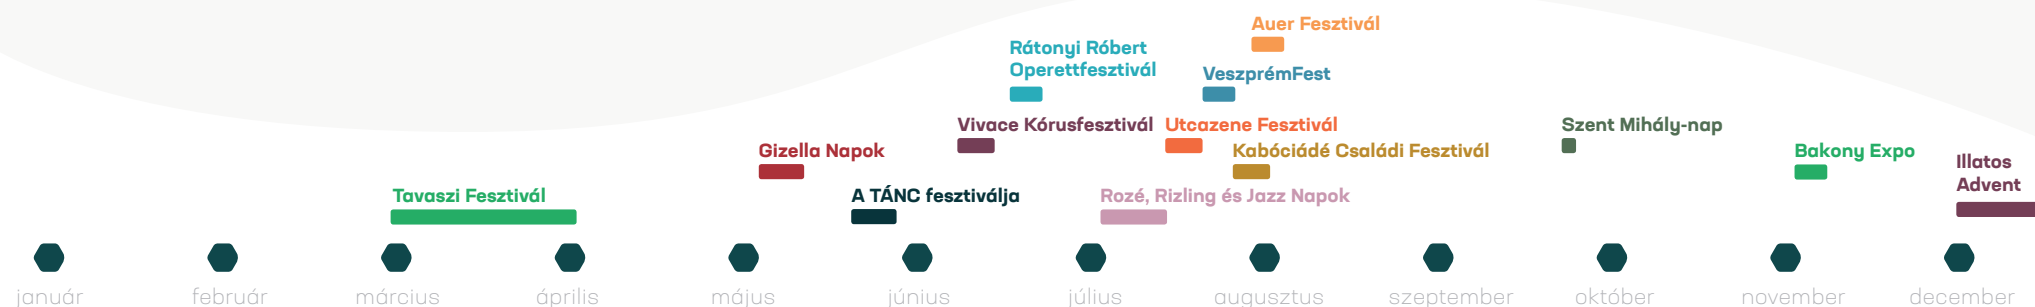 Auer Fesztivál
Rátonyi Róbert
Operettfesztivál
VeszprémFest
Vivace Kórusfesztivál
Utcazene Fesztivál
Szent Mihály-nap
Gizella Napok
Kabóciádé Családi Fesztivál
Bakony Expo
Illatos
Advent
Tavaszi Fesztivál
A TÁNC fesztiválja
Rozé, Rizling és Jazz Napok
január
február
március
április
május
június
július
augusztus
szeptember
október
november
december